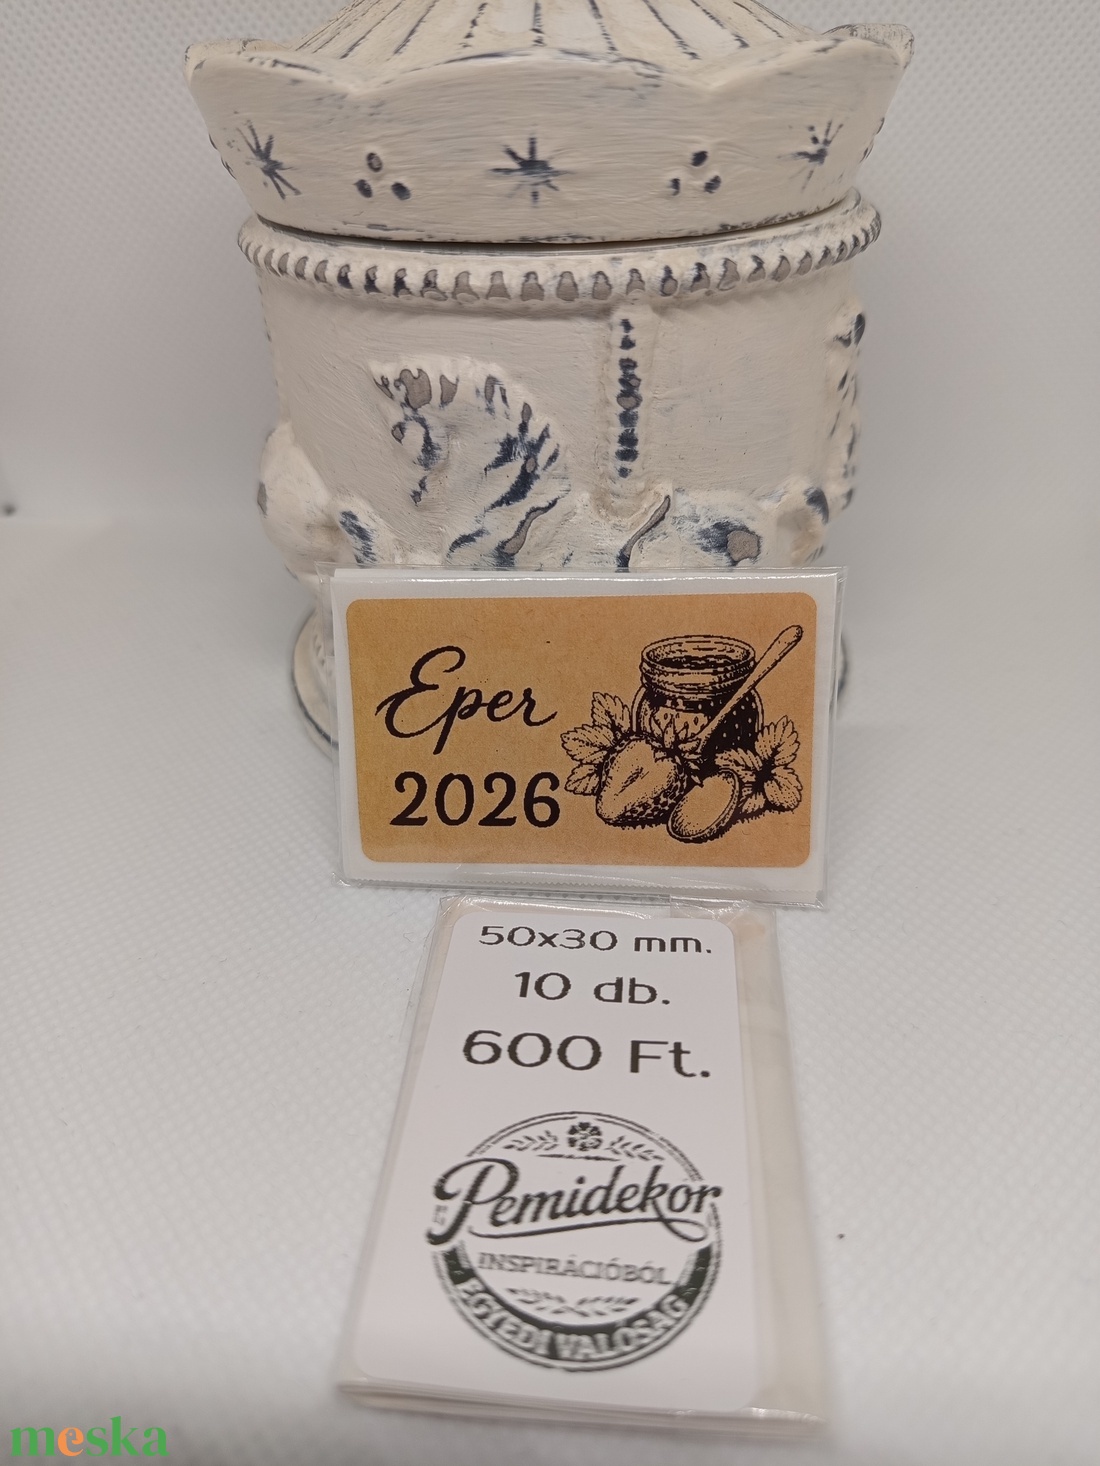 Eper
2026
50x30 mm.
10 db.
600 Ft.
Pemidekor
INSPIRÁCIÓBÓL
EGYEDI VALÓSÁG
meska